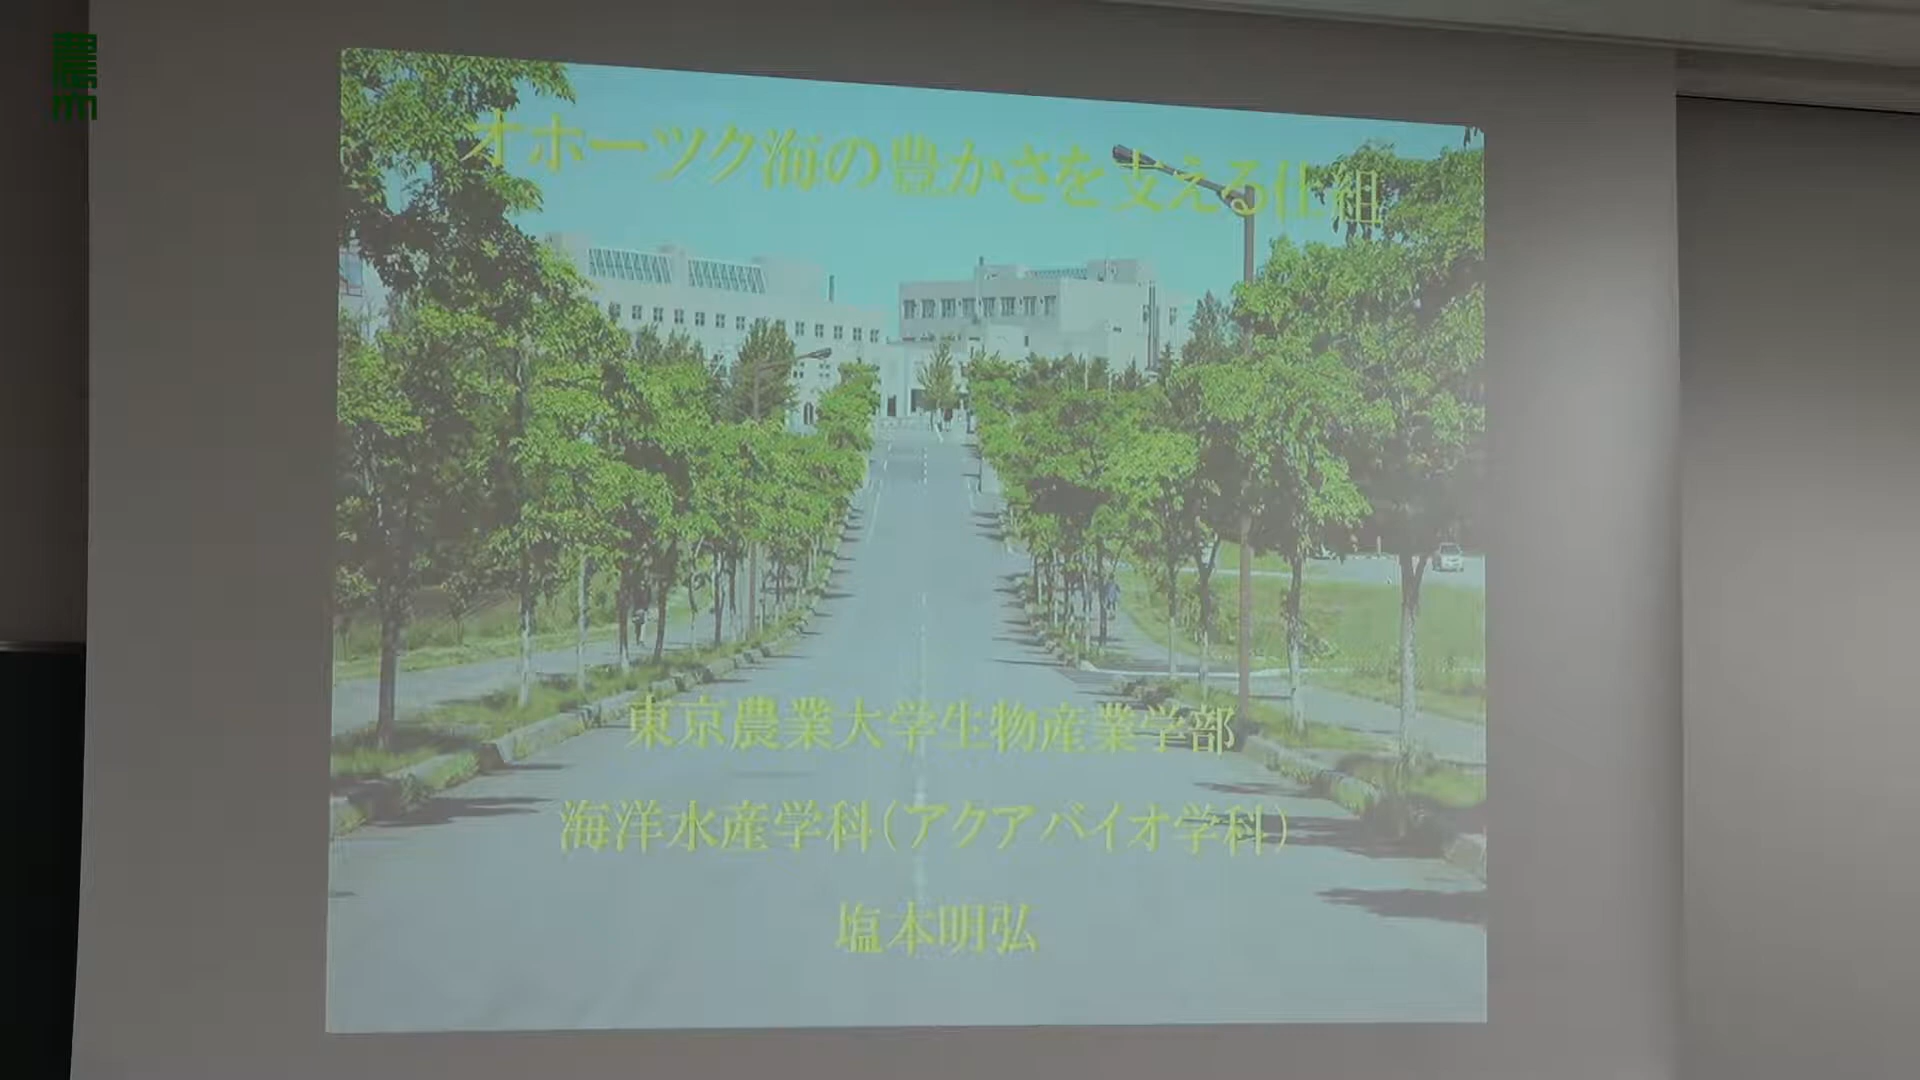 オホーツク海の豊かさを支える仕組
東京農業大学生物産業学部
海洋水産学科(アクアバイオ学科)
塩本明弘